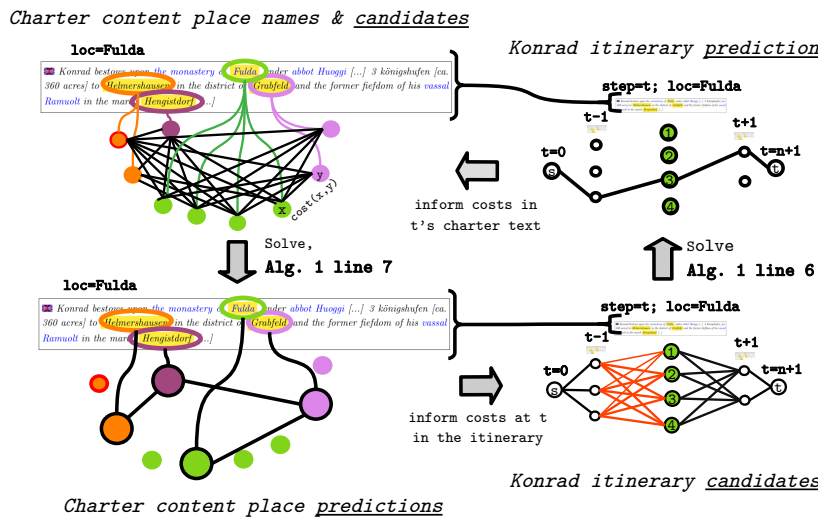 Charter content place names & candidates
loc=Fulda
Konrad bestows upon the monastery of Fulda under abbot Huoggi [...] 3 königshufen [ca.
360 acres] to Helmershausen in the district of Grabfeld and the former fiefdom of his vassal
Ramuolt in the mark Hengistdorf ...]
y
x
cost(x,y)
Konrad itinerary prediction
step=t; loc=Fulda
t-1
t+1
t=0
t=n+1
s
1
2
3
4
t
inform costs in
t's charter text
Solve,
Alg. 1 line 7
Solve
Alg. 1 line 6
loc=Fulda
Konrad bestows upon the monastery of Fulda under abbot Huoggi [...] 3 königshufen [ca.
360 acres] to Helmershausen in the district of Grabfeld and the former fiefdom of his vassal
Ramuolt in the mark Hengistdorf ...]
step=t; loc=Fulda
t-1
t+1
t=0
t=n+1
s
1
2
3
4
t
inform costs at t
in the itinerary
Konrad itinerary candidates
Charter content place predictions